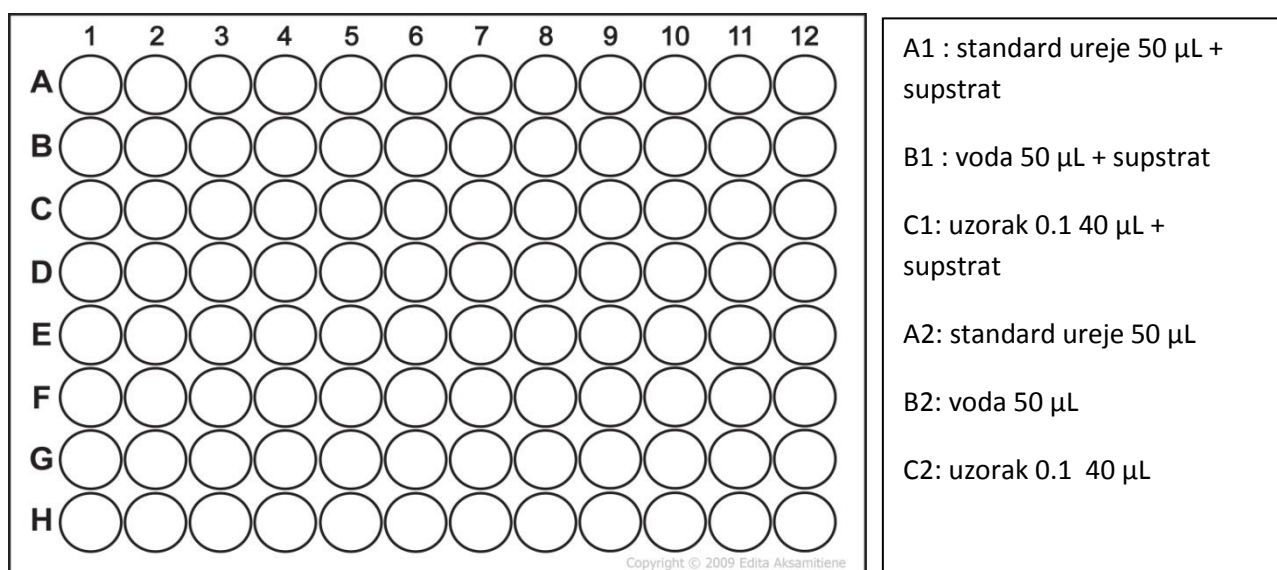 1 2 3 4 5 6 7 8 9 10 11 12
A
B
C
D
E
F
G
H
Copyright © 2009 Edita Aksamitiene
A1 : standard ureje 50 µL +
supstrat
B1 : voda 50 µL + supstrat
C1: uzorak 0.1 40 µL +
supstrat
A2: standard ureje 50 µL
B2: voda 50 µL
C2: uzorak 0.1  40 µL